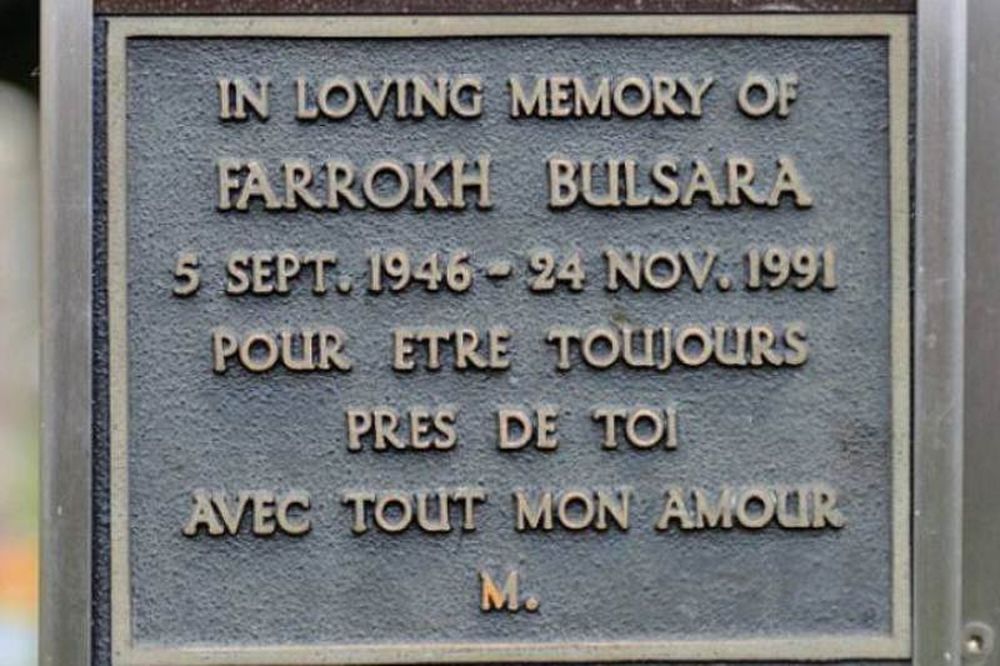 IN LOVING MEMORY OF
FARROKH BULSARA
5 SEPT. 1946 - 24 NOV. 1991
POUR ETRE TOUJOURS
PRES DE TOI
AVEC TOUT MON AMOUR
M.